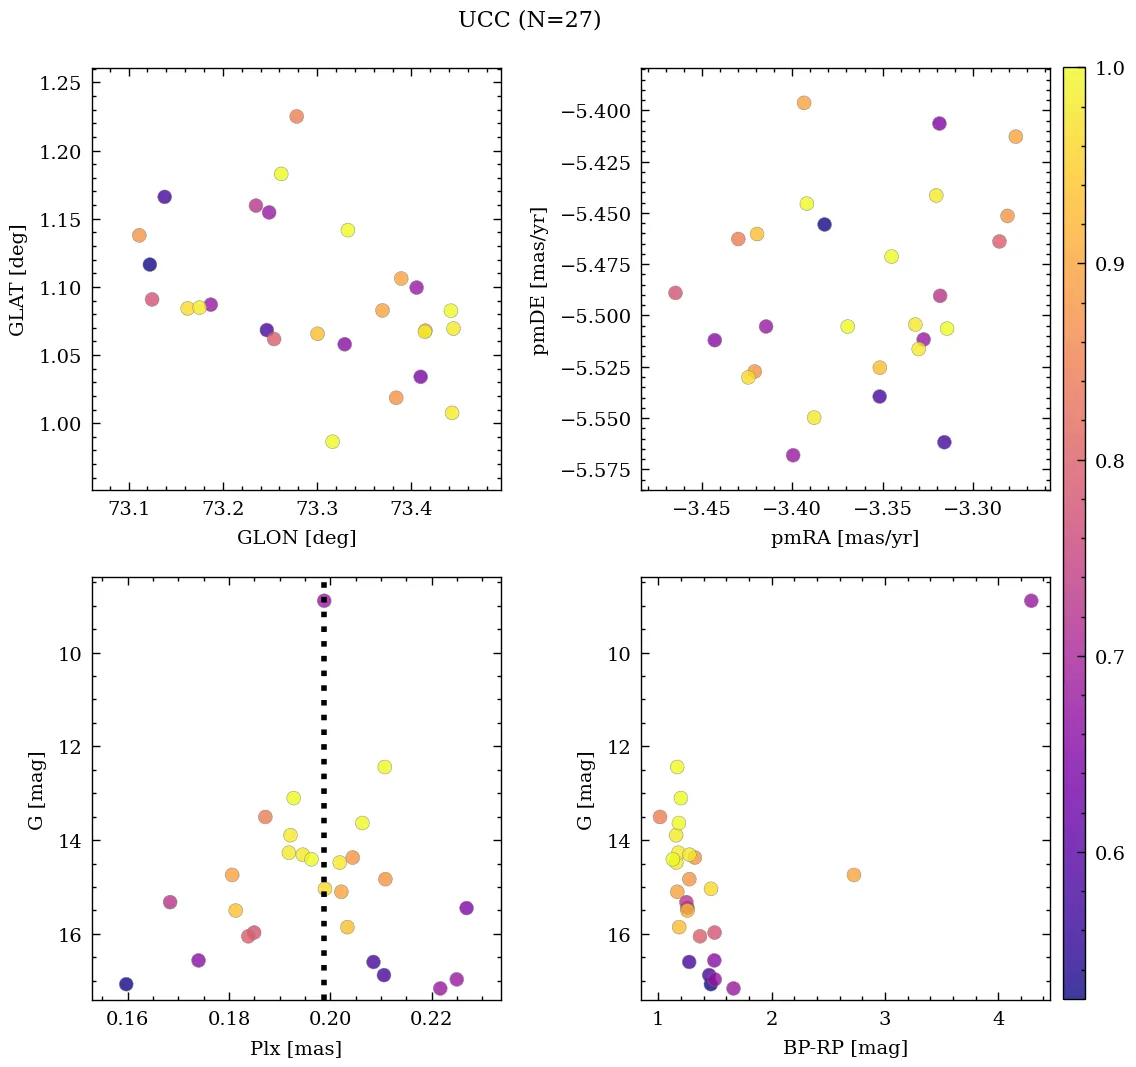 UCC (N=27)
1.25
1.20
1.15
1.10
1.05
1.00
GLAT [deg]
73.1 73.2 73.3 73.4
GLON [deg]
−5.400
−5.425
−5.450
−5.475
−5.500
−5.525
−5.550
−5.575
pmDE [mas/yr]
−3.45 −3.40 −3.35 −3.30
pmRA [mas/yr]
1.0
0.9
0.8
0.7
0.6
10
12
14
16
G [mag]
0.16 0.18 0.20 0.22
Plx [mas]
10
12
14
16
G [mag]
1 2 3 4
BP-RP [mag]